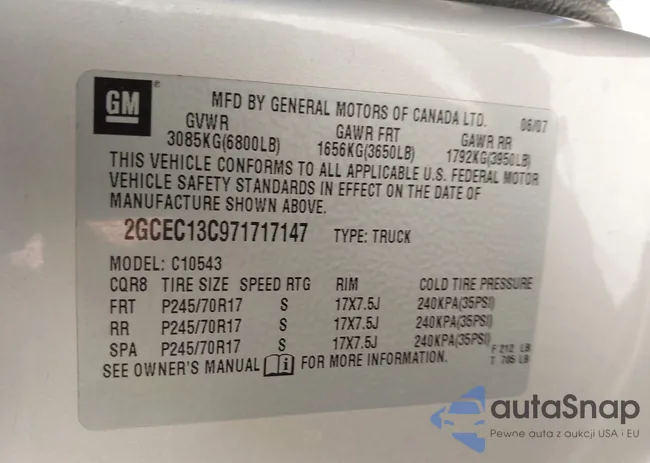 GM
MFD BY GENERAL MOTORS OF CANADA LTD. 06/07
GVWR GAWR FRT GAWR RR
3085KG(6800LB) 1656KG(3650LB) 1792KG(3950LB)
THIS VEHICLE CONFORMS TO ALL APPLICABLE U.S. FEDERAL MOTOR
VEHICLE SAFETY STANDARDS IN EFFECT ON THE DATE OF
MANUFACTURE SHOWN ABOVE.
2GCEC13C971717147 TYPE: TRUCK
MODEL: C10543
CQR8 TIRE SIZE SPEED RTG RIM COLD TIRE PRESSURE
FRT P245/70R17 S 17X7.5J 240KPA(35PSI)
RR P245/70R17 S 17X7.5J 240KPA(35PSI)
SPA P245/70R17 S 17X7.5J 240KPA(35PSI)
F 212 LB
T 705 LB
SEE OWNER'S MANUAL i FOR MORE INFORMATION.
autaSnap
Pewne auta z aukcji USA i EU